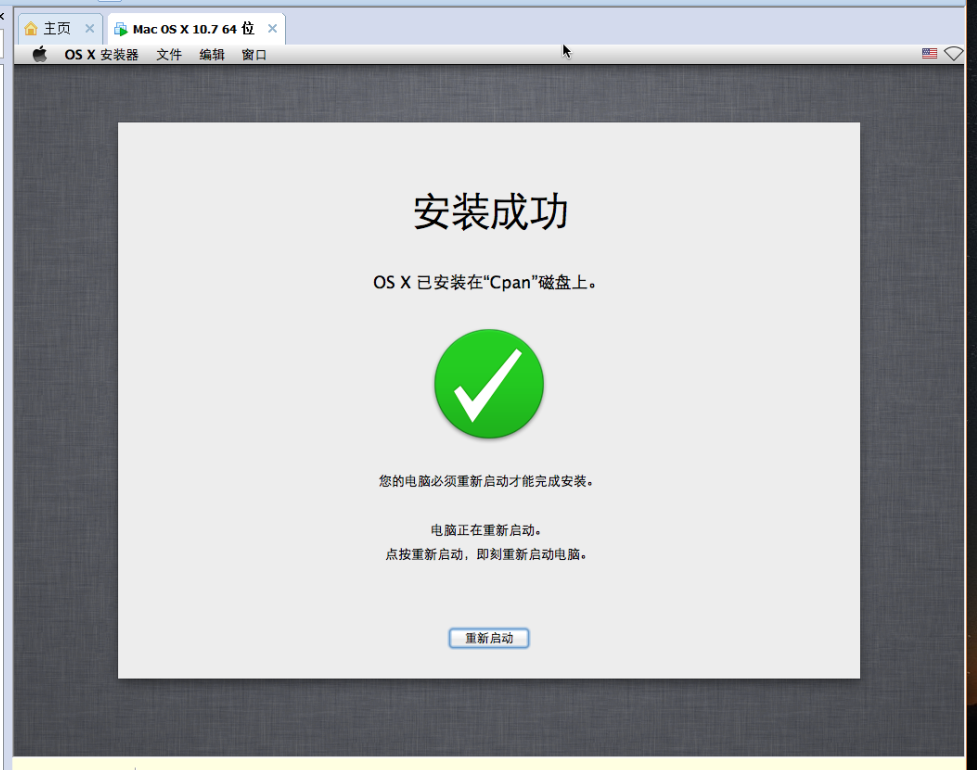 主页
Mac OS X 10.7 64 位
OS X 安装器 文件 编辑 窗口
安装成功
OS X 已安装在“Cpan”磁盘上。
您的电脑必须重新启动才能完成安装。
电脑正在重新启动。
点按重新启动，即刻重新启动电脑。
重新启动